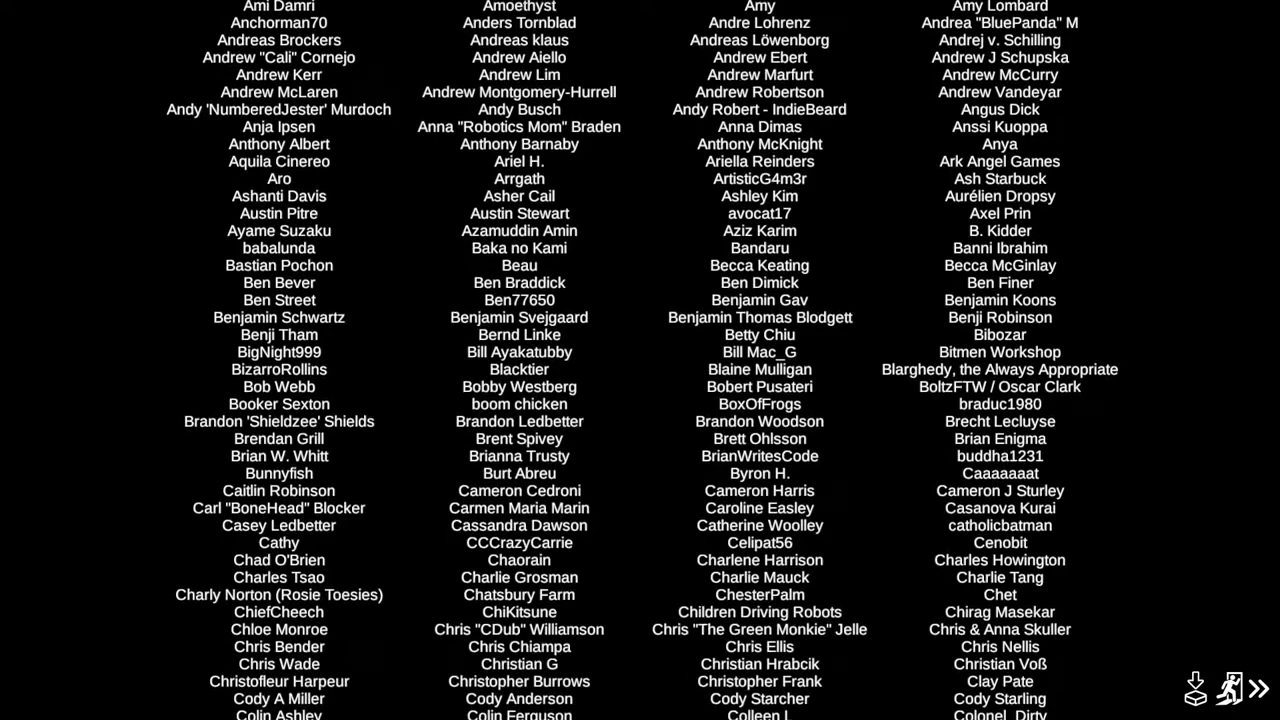 Ami Damri Amoethyst Amy Amy Lombard
Anchorman70 Anders Tornblad Andre Lohrenz Andrea "BluePanda" M
Andreas Brockers Andreas klaus Andreas Löwenborg Andrej v. Schilling
Andrew "Cali" Cornejo Andrew Aiello Andrew Ebert Andrew J Schupska
Andrew Kerr Andrew Lim Andrew Marfurt Andrew McCurry
Andrew McLaren Andrew Montgomery-Hurrell Andrew Robertson Andrew Vandeyar
Andy 'NumberedJester' Murdoch Andy Busch Andy Robert - IndieBeard Angus Dick
Anja Ipsen Anna "Robotics Mom" Braden Anna Dimas Anssi Kuoppa
Anthony Albert Anthony Barnaby Anthony McKnight Anya
Aquila Cinereo Ariel H. Ariella Reinders Ark Angel Games
Aro Arrgath ArtisticG4m3r Ash Starbuck
Ashanti Davis Asher Cail Ashley Kim Aurélien Dropsy
Austin Pitre Austin Stewart avocat17 Axel Prin
Ayame Suzaku Azamuddin Amin Aziz Karim B. Kidder
babalunda Baka no Kami Bandaru Banni Ibrahim
Bastian Pochon Beau Becca Keating Becca McGinlay
Ben Bever Ben Braddick Ben Dimick Ben Finer
Ben Street Ben77650 Benjamin Gav Benjamin Koons
Benjamin Schwartz Benjamin Svejgaard Benjamin Thomas Blodgett Benji Robinson
Benji Tham Bernd Linke Betty Chiu Bibozar
BigNight999 Bill Ayakatubby Bill Mac_G Bitmen Workshop
BizarroRollins Blacktier Blaine Mulligan Blarghedy, the Always Appropriate
Bob Webb Bobby Westberg Bobert Pusateri BoltzFTW / Oscar Clark
Booker Sexton boom chicken BoxOfFrogs braduc1980
Brandon 'Shieldzee' Shields Brandon Ledbetter Brandon Woodson Brecht Lecluyse
Brendan Grill Brent Spivey Brett Ohlsson Brian Enigma
Brian W. Whitt Brianna Trusty BrianWritesCode buddha1231
Bunnyfish Burt Abreu Byron H. Caaaaaaat
Caitlin Robinson Cameron Cedroni Cameron Harris Cameron J Sturley
Carl "BoneHead" Blocker Carmen Maria Marin Caroline Easley Casanova Kurai
Casey Ledbetter Cassandra Dawson Catherine Woolley catholicbatman
Cathy CCCrazyCarrie Celipat56 Cenobit
Chad O'Brien Chaorain Charlene Harrison Charles Howington
Charles Tsao Charlie Grosman Charlie Mauck Charlie Tang
Charly Norton (Rosie Toesies) Chatsbury Farm ChesterPalm Chet
ChiefCheech ChiKitsune Children Driving Robots Chirag Masekar
Chloe Monroe Chris "CDub" Williamson Chris "The Green Monkie" Jelle Chris & Anna Skuller
Chris Bender Chris Chiampa Chris Ellis Chris Nellis
Chris Wade Christian G Christian Hrabcik Christian Voß
Christofleur Harpeur Christopher Burrows Christopher Frank Clay Pate
Cody A Miller Cody Anderson Cody Starcher Cody Starling
Colin Ashley Colin Ferguson Colleen L Colonel_Dirty